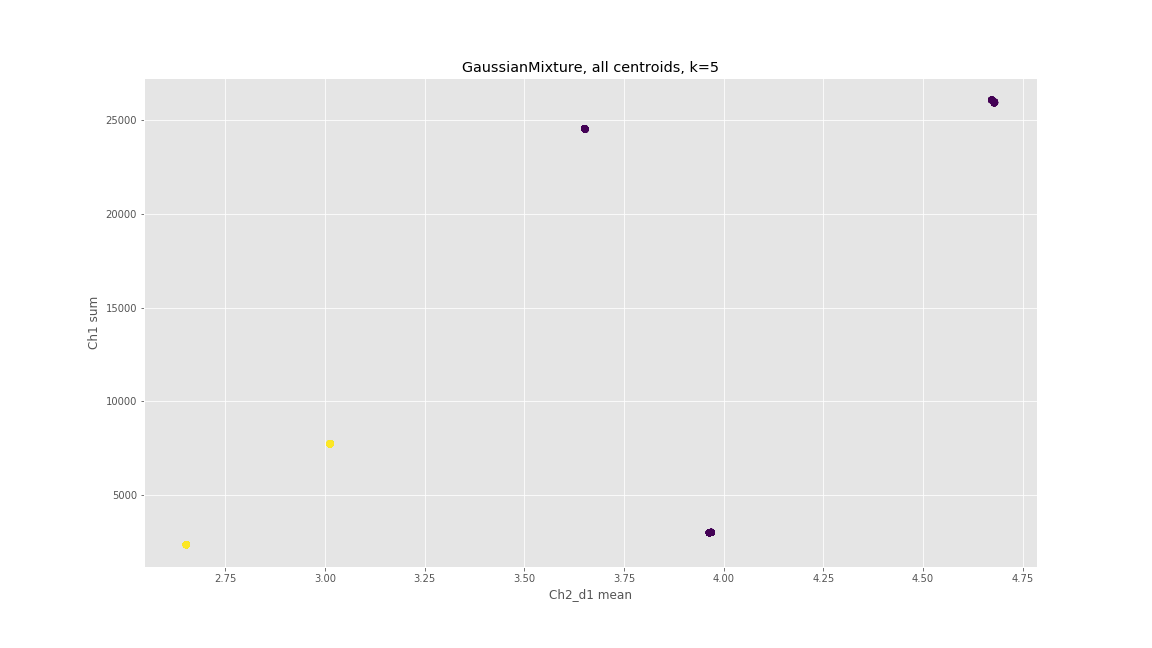 GaussianMixture, all centroids, k=5
25000
20000
15000
10000
5000
Ch1 sum
2.75 3.00 3.25 3.50 3.75 4.00 4.25 4.50 4.75
Ch2_d1 mean